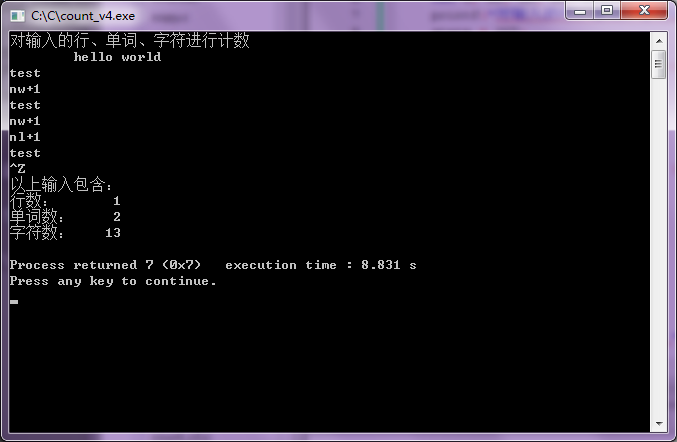 C:\C\count_v4.exe
对输入的行、单词、字符进行计数
        hello world
test
nw+1
test
nw+1
nl+1
test
^Z
以上输入包含：
行数：       1
单词数：      2
字符数：     13
Process returned 7 (0x7)   execution time : 8.831 s
Press any key to continue.